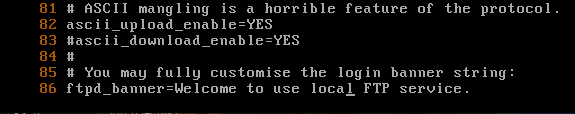 81 # ASCII mangling is a horrible feature of the protocol.
82 ascii_upload_enable=YES
83 #ascii_download_enable=YES
84 #
85 # You may fully customise the login banner string:
86 ftpd_banner=Welcome to use local FTP service.